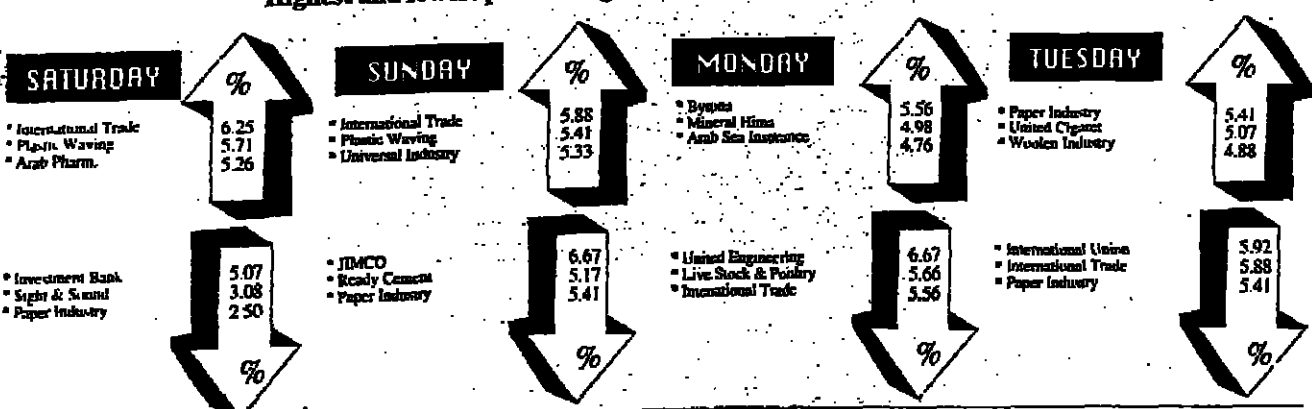 Highest and lowest
SATURDAY
%
International Trade 6.25
Plastic Waving 5.71
Arab Pharm. 5.26
Investment Bank 5.07
Sight & Sound 3.08
Paper Industry 2.50
%
SUNDAY
%
International Trade 5.88
Plastic Waving 5.41
Universal Industry 5.33
JIMCO 6.67
Ready Cement 5.17
Paper Industry 5.41
%
MONDAY
%
5.56
Mineral 4.98
Arab Sea Insurance 4.76
United Engineering 6.67
Live Stock & Poultry 5.66
International Trade 5.56
%
TUESDAY
%
Paper Industry 5.41
United Cigaret 5.07
Woolen Industry 4.88
International Union 5.92
International Trade 5.88
Paper Industry 5.41
%